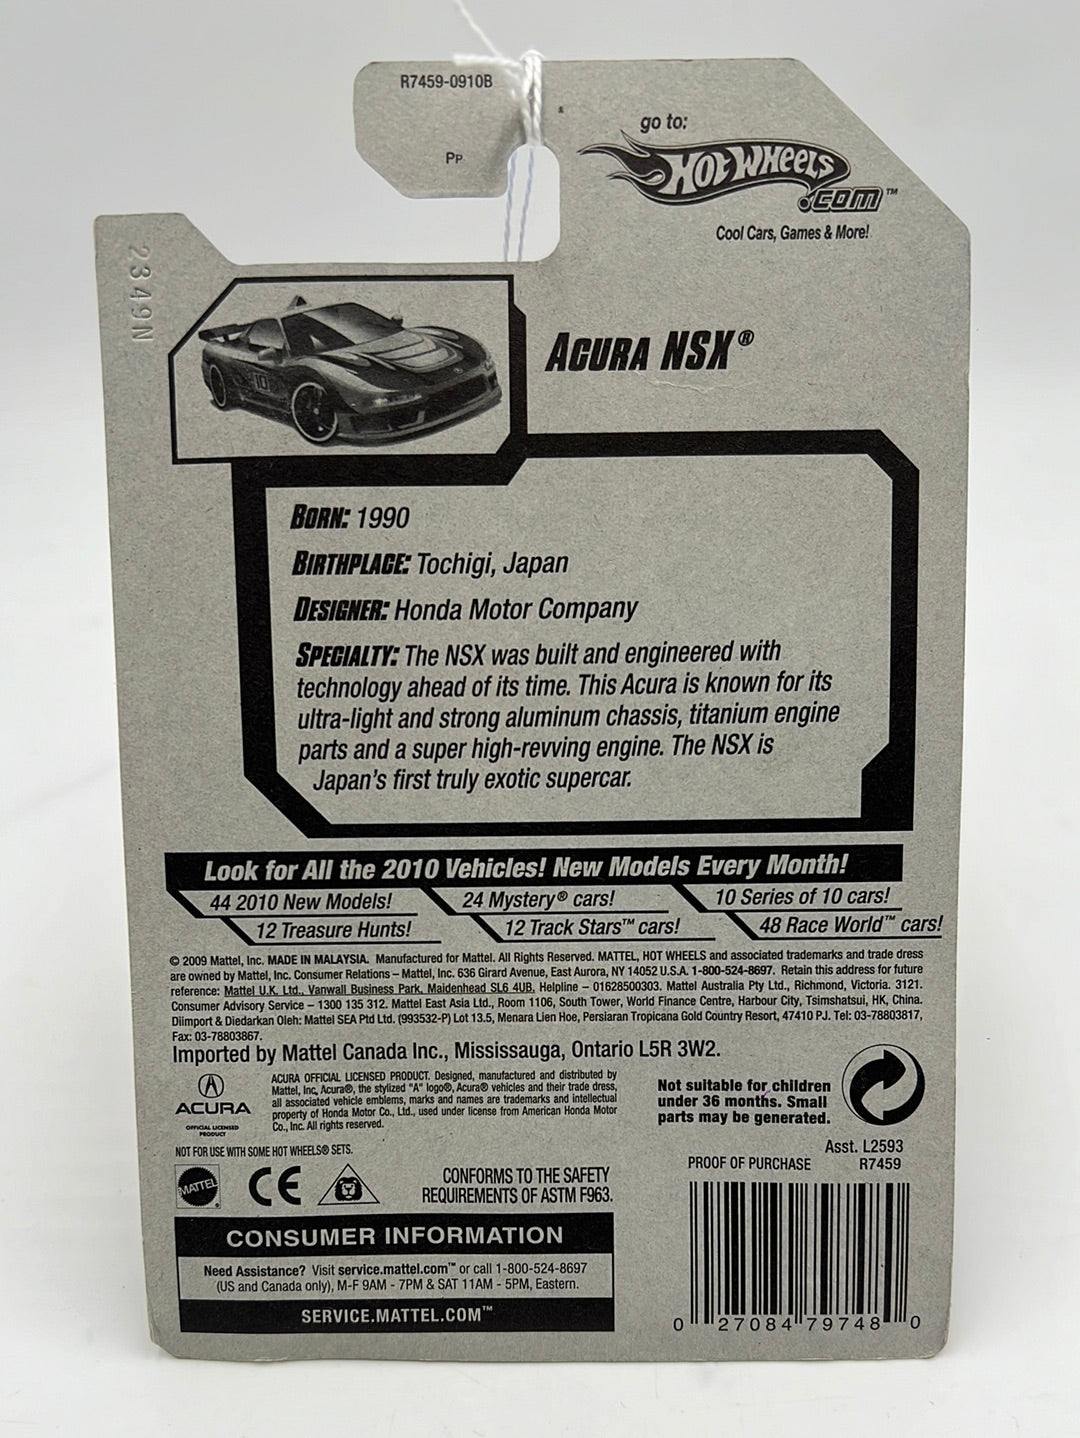 R7459-0910B
PP
go to:
HOT WHEELS
.COM™
Cool Cars, Games & More!
2349N
ACURA NSX®
10
BORN: 1990
BIRTHPLACE: Tochigi, Japan
DESIGNER: Honda Motor Company
SPECIALTY: The NSX was built and engineered with
technology ahead of its time. This Acura is known for its
ultra-light and strong aluminum chassis, titanium engine
parts and a super high-revving engine. The NSX is
Japan's first truly exotic supercar.
Look for All the 2010 Vehicles! New Models Every Month!
44 2010 New Models! 24 Mystery® cars! 10 Series of 10 cars!
12 Treasure Hunts! 12 Track Stars™ cars! 48 Race World™ cars!
© 2009 Mattel, Inc. MADE IN MALAYSIA. Manufactured for Mattel. All Rights Reserved. MATTEL, HOT WHEELS and associated trademarks and trade dress
are owned by Mattel, Inc. Consumer Relations – Mattel, Inc. 636 Girard Avenue, East Aurora, NY 14052 U.S.A. 1-800-524-8697. Retain this address for future
reference: Mattel U.K. Ltd., Vanwall Business Park, Maidenhead SL6 4UB. Helpline – 01628500303. Mattel Australia Pty Ltd., Richmond, Victoria. 3121.
Consumer Advisory Service – 1300 135 312. Mattel East Asia Ltd., Room 1106, South Tower, World Finance Centre, Harbour City, Tsimshatsui, HK, China.
Diimport & Diedarkan Oleh: Mattel SEA Ptd Ltd. (993532-P) Lot 13.5, Menara Lien Hoe, Persiaran Tropicana Gold Country Resort, 47410 PJ. Tel: 03-78803817,
Fax: 03-78803867.
Imported by Mattel Canada Inc., Mississauga, Ontario L5R 3W2.
ACURA
OFFICIAL LICENSED
PRODUCT
ACURA OFFICIAL LICENSED PRODUCT. Designed, manufactured and distributed by
Mattel, Inc, Acura®, the stylized "A" logo®, Acura® vehicles and their trade dress,
all associated vehicle emblems, marks and names are trademarks and intellectual
property of Honda Motor Co., Ltd., used under license from American Honda Motor
Co., Inc. All rights reserved.
Not suitable for children
under 36 months. Small
parts may be generated.
NOT FOR USE WITH SOME HOT WHEELS® SETS.
MATTEL®
CE
CONFORMS TO THE SAFETY
REQUIREMENTS OF ASTM F963.
Asst. L2593
PROOF OF PURCHASE R7459
CONSUMER INFORMATION
Need Assistance? Visit service.mattel.com™ or call 1-800-524-8697
(US and Canada only), M-F 9AM - 7PM & SAT 11AM - 5PM, Eastern.
SERVICE.MATTEL.COM™
0 27084 79748 0